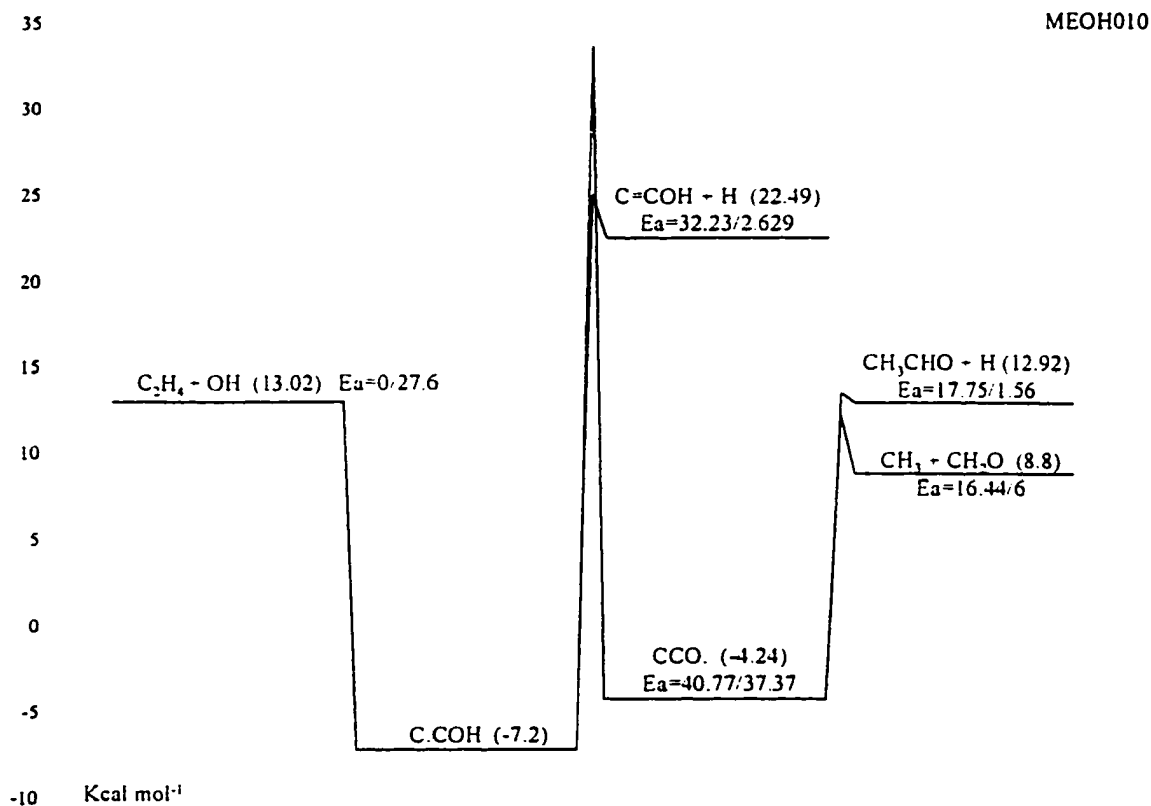 MEOH010
35
30
25
20
15
10
5
0
-5
-10
Kcal mol⁻¹
C₂H₄ + OH (13.02) Ea=0/27.6
C.COH (-7.2)
C=COH + H (22.49)
Ea=32.23/2.629
CCO. (-4.24)
Ea=40.77/37.37
CH₃CHO + H (12.92)
Ea=17.75/1.56
CH₃ + CH₂O (8.8)
Ea=16.44/6